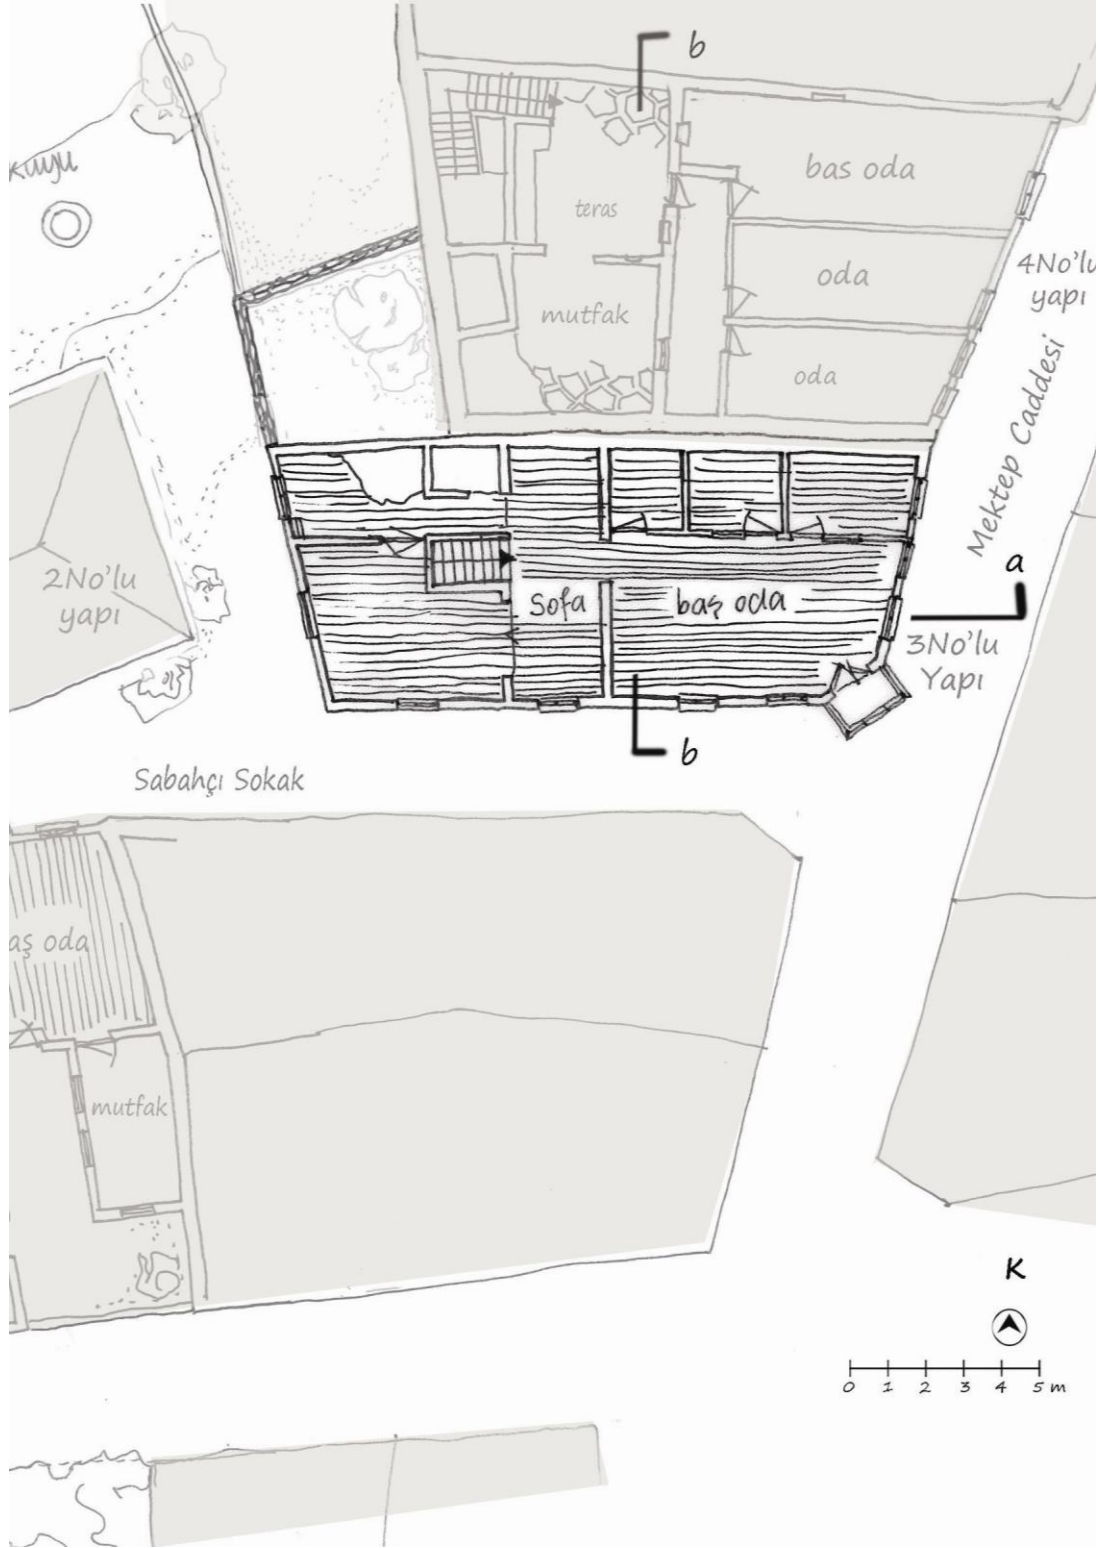 b
kuyu
bas oda
teras
oda
4No'lu
yapı
mutfak
oda
Mektep Caddesi
a
2No'lu
yapı
Sofa
baş oda
3No'lu
Yapı
b
Sabahçı Sokak
aş oda
mutfak
K
0 1 2 3 4 5 m